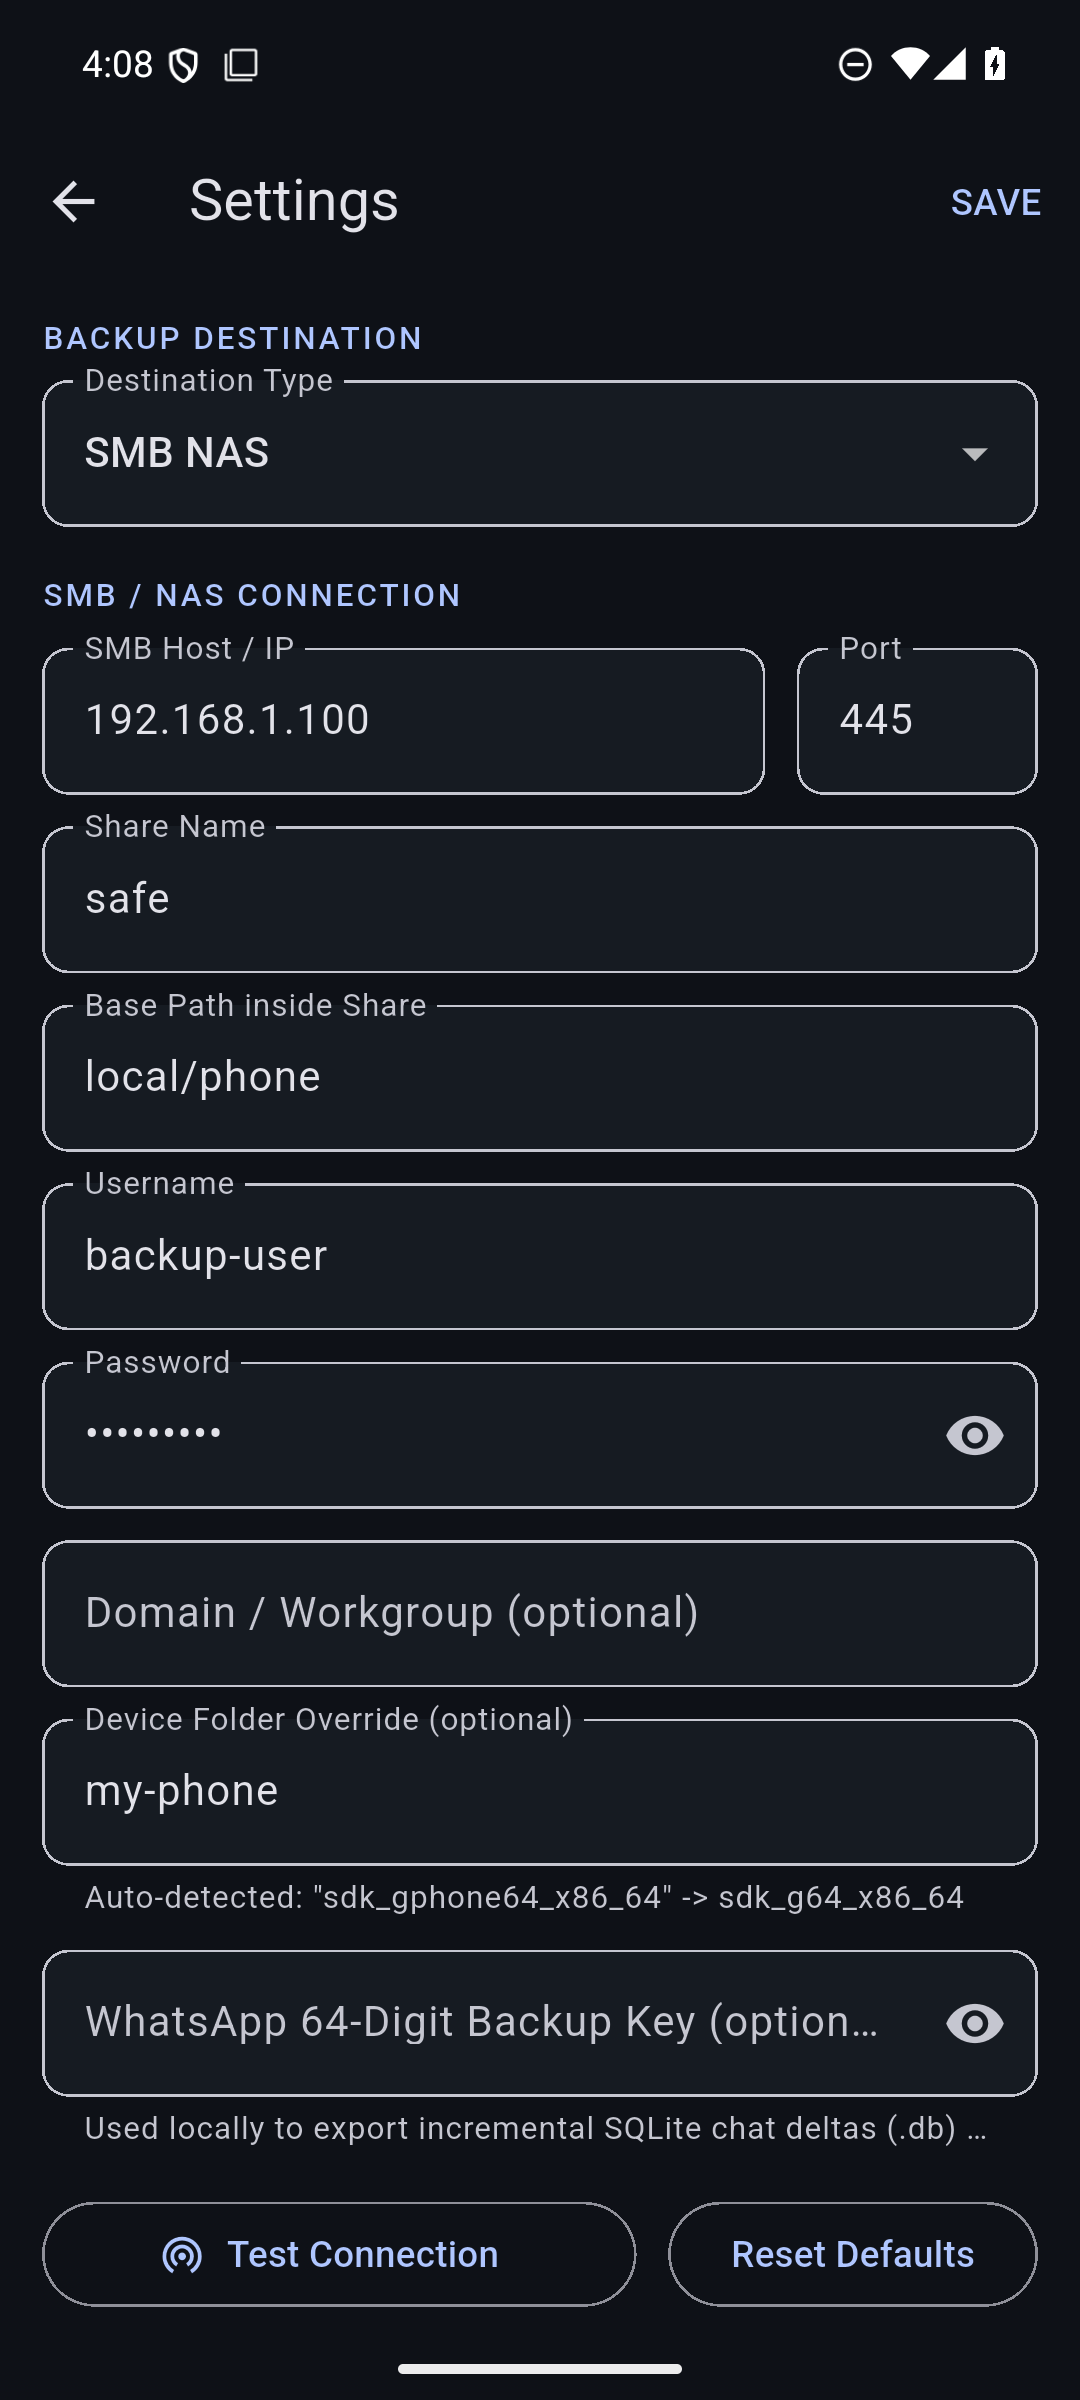 4:08
Settings
SAVE
BACKUP DESTINATION
Destination Type
SMB NAS
SMB / NAS CONNECTION
SMB Host / IP
Port
192.168.1.100
445
Share Name
safe
Base Path inside Share
local/phone
Username
backup-user
Password
•••••••••
Domain / Workgroup (optional)
Device Folder Override (optional)
my-phone
Auto-detected: "sdk_gphone64_x86_64" -> sdk_g64_x86_64
WhatsApp 64-Digit Backup Key (option…
Used locally to export incremental SQLite chat deltas (.db) …
Test Connection
Reset Defaults